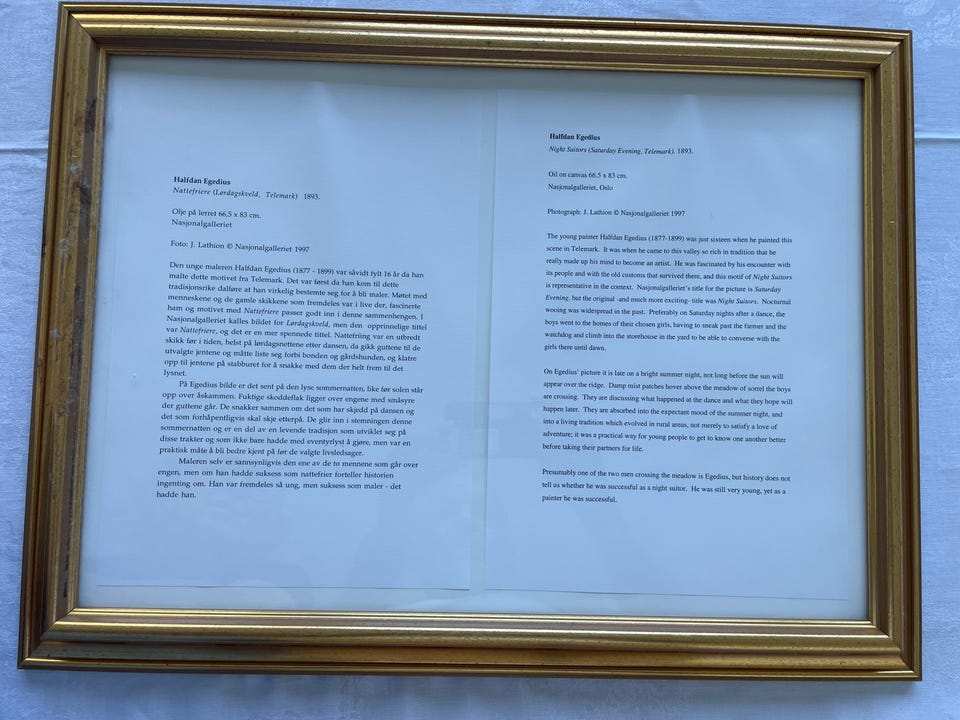 Halfdan Egedius
Nattefriere (Lørdagskveld, Telemark) 1893.
Olje på lerret 66,5 x 83 cm.
Nasjonalgalleriet
Foto: J. Lathion © Nasjonalgalleriet 1997
Den unge maleren Halfdan Egedius (1877 - 1899) var såvidt fylt 16 år da han
malte dette motivet fra Telemark. Det var først da han kom til dette
tradisjonsrike dalføre at han virkelig bestemte seg for å bli maler. Møtet med
menneskene og de gamle skikkene som fremdeles var i live der, fascinerte
ham og motivet med Nattefriere passer godt inn i denne sammenhengen. I
Nasjonalgalleriet kalles bildet for Lørdagskveld, men den opprinnelige tittel
var Nattefriere, og det er en mer spennende tittel. Nattefriing var en utbredt
skikk før i tiden, helst på lørdagsnettene etter dansen, da gikk guttene til de
utvalgte jentene og måtte liste seg forbi bonden og gårdshunden, og klatre
opp til jentene på stabburet for å snakke med dem der helt frem til det
lysnet.
På Egedius bilde er det sent på den lyse sommernatten, like før solen står
opp over åskammen. Fuktige skoddeflak ligger over engene med småsyre
der guttene går. De snakker sammen om det som har skjedd på dansen og
det som forhåpentligvis skal skje etterpå. De glir inn i stemningen denne
sommernatten og er en del av en levende tradisjon som utviklet seg på
disse trakter og som ikke bare hadde med eventyrlyst å gjøre, men var en
praktisk måte å bli bedre kjent på før de valgte livsledsager.
Maleren selv er sannsynligvis den ene av de to mennene som går over
engen, men om han hadde suksess som nattefrier forteller historien
ingenting om. Han var fremdeles så ung, men suksess som maler - det
hadde han.
Halfdan Egedius
Night Suitors (Saturday Evening, Telemark). 1893.
Oil on canvas 66.5 x 83 cm.
Nasjonalgalleriet, Oslo
Photograph: J. Lathion © Nasjonalgalleriet 1997
The young painter Halfdan Egedius (1877-1899) was just sixteen when he painted this
scene in Telemark. It was when he came to this valley so rich in tradition that he
really made up his mind to become an artist. He was fascinated by his encounter with
its people and with the old customs that survived there, and this motif of Night Suitors
is representative in the context. Nasjonalgalleriet's title for the picture is Saturday
Evening, but the original -and much more exciting- title was Night Suitors. Nocturnal
wooing was widespread in the past. Preferably on Saturday nights after a dance, the
boys went to the homes of their chosen girls, having to sneak past the farmer and the
watchdog and climb into the storehouse in the yard to be able to converse with the
girls there until dawn.
On Egedius' picture it is late on a bright summer night, not long before the sun will
appear over the ridge. Damp mist patches hover above the meadow of sorrel the boys
are crossing. They are discussing what happened at the dance and what they hope will
happen later. They are absorbed into the expectant mood of the summer night, and
into a living tradition which evolved in rural areas, not merely to satisfy a love of
adventure; it was a practical way for young people to get to know one another better
before taking their partners for life.
Presumably one of the two men crossing the meadow is Egedius, but history does not
tell us whether he was successful as a night suitor. He was still very young, yet as a
painter he was successful.